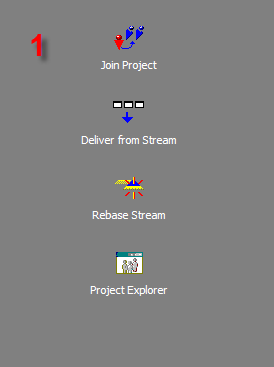 1
Join Project
Deliver from Stream
Rebase Stream
Project Explorer